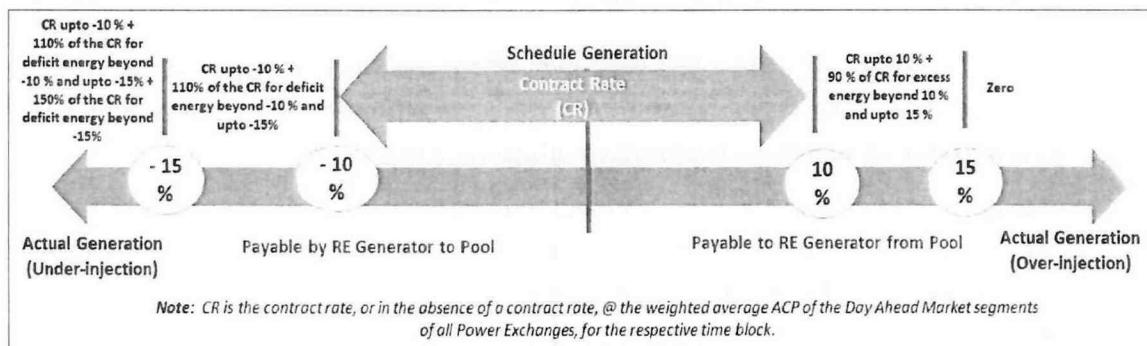 CR upto -10 % +
110% of the CR for
deficit energy beyond
-10 % and upto -15% +
150% of the CR for
deficit energy beyond
-15%
CR upto -10 % +
110% of the CR for deficit
energy beyond -10 % and
upto -15%
Schedule Generation
Contract Rate
(CR)
CR upto 10 % +
90 % of CR for excess
energy beyond 10 %
and upto 15 %
Zero
- 15
%
- 10
%
10
%
15
%
Actual Generation
(Under-injection)
Payable by RE Generator to Pool
Payable to RE Generator from Pool
Actual Generation
(Over-injection)
Note: CR is the contract rate, or in the absence of a contract rate, @ the weighted average ACP of the Day Ahead Market segments
of all Power Exchanges, for the respective time block.